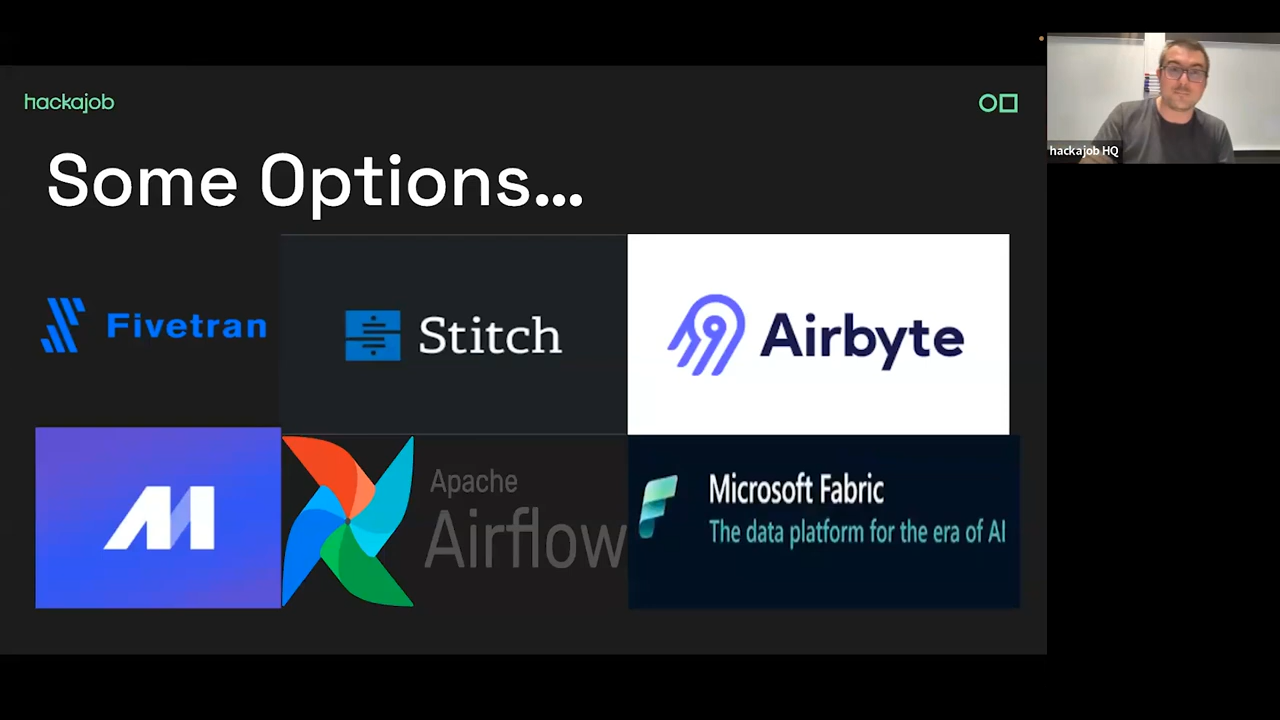 hackajob
Some Options...
Fivetran
Stitch
Airbyte
Apache
Airflow
Microsoft Fabric
The data platform for the era of AI
hackajob HQ